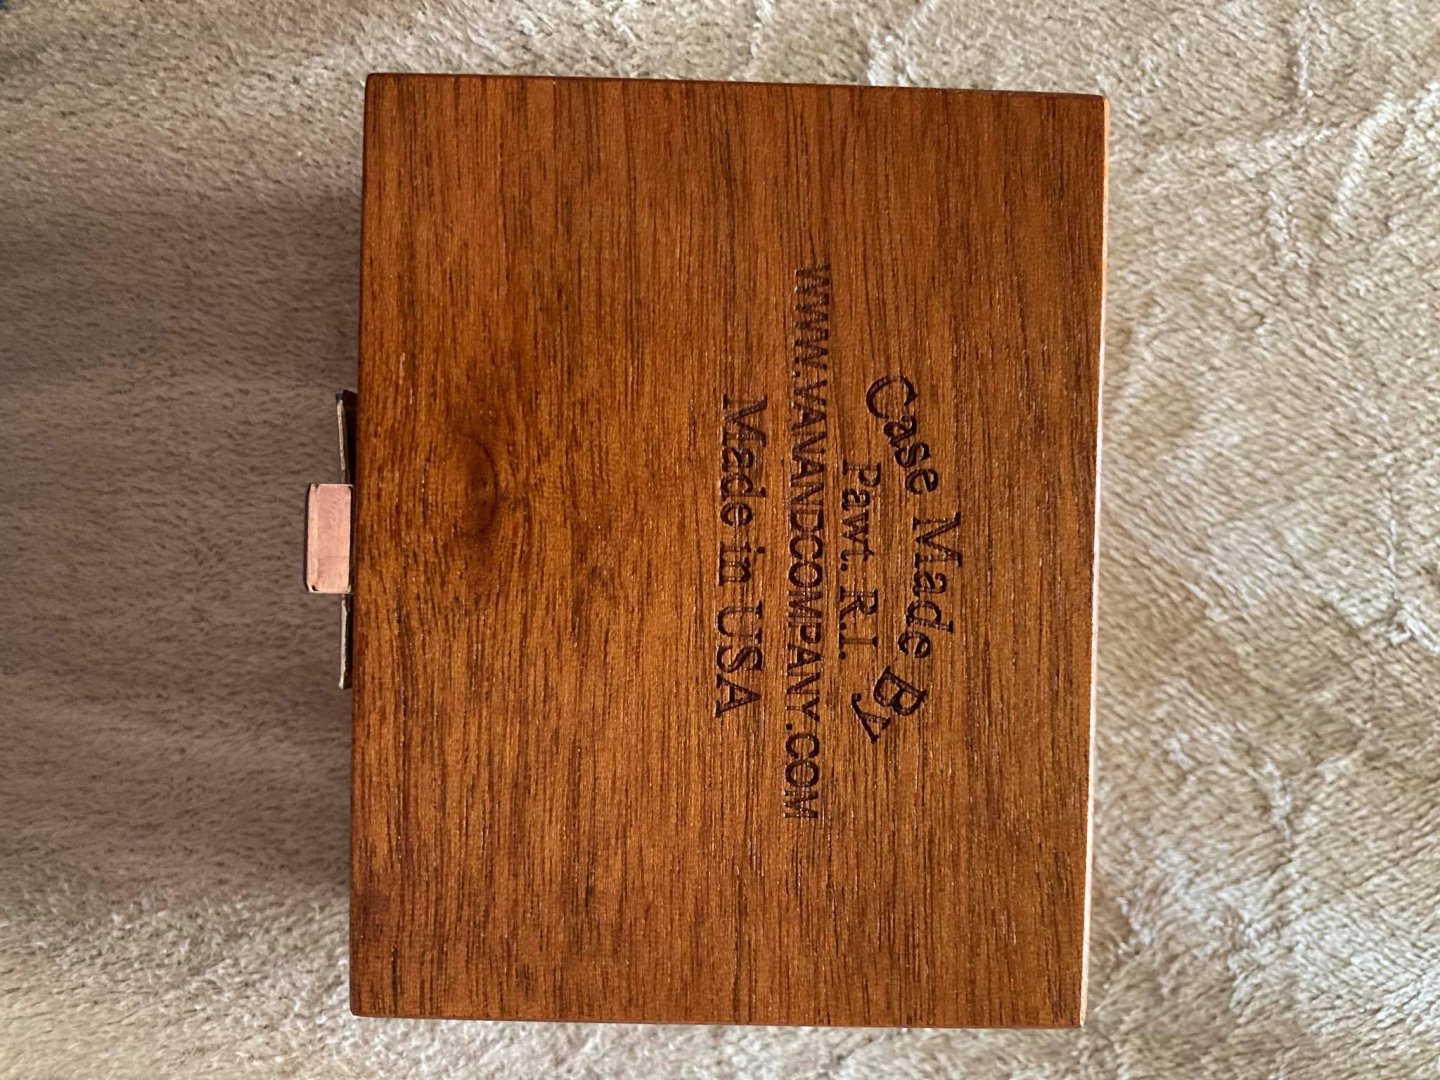 Case Made By
Pawt. R.I.
WWW.VANANDCOMPANY.COM
Made in USA